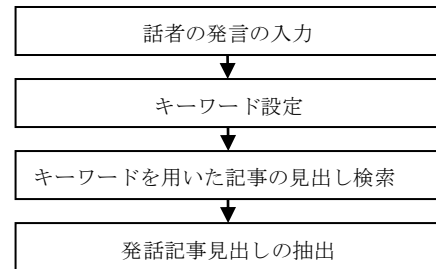 話者の発言の入力
キーワード設定
キーワードを用いた記事の見出し検索
発話記事見出しの抽出